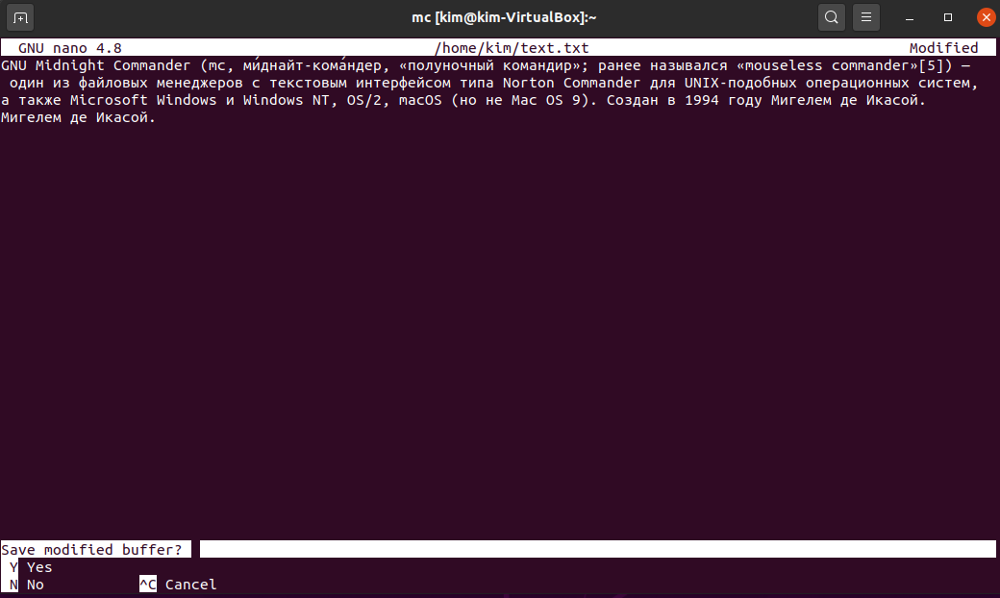 mc [kim@kim-VirtualBox]:~
GNU nano 4.8 /home/kim/text.txt Modified
GNU Midnight Commander (mc, ми́днайт-кома́ндер, «полуночный командир»; ранее назывался «mouseless commander»[5]) —
один из файловых менеджеров с текстовым интерфейсом типа Norton Commander для UNIX-подобных операционных систем,
а также Microsoft Windows и Windows NT, OS/2, macOS (но не Mac OS 9). Создан в 1994 году Мигелем де Икасой.
Мигелем де Икасой.
Save modified buffer?
Y Yes
N No ^C Cancel